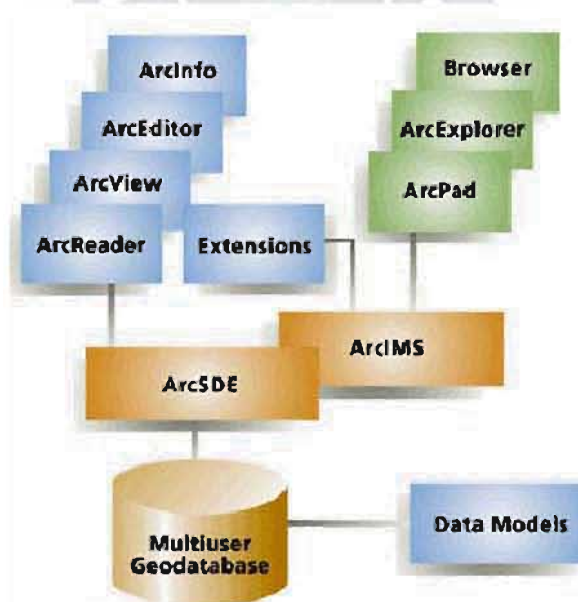 ArcInfo
ArcEditor
ArcView
ArcReader
Extensions
Browser
ArcExplorer
ArcPad
ArcIMS
ArcSDE
Multiuser
Geodatabase
Data Models